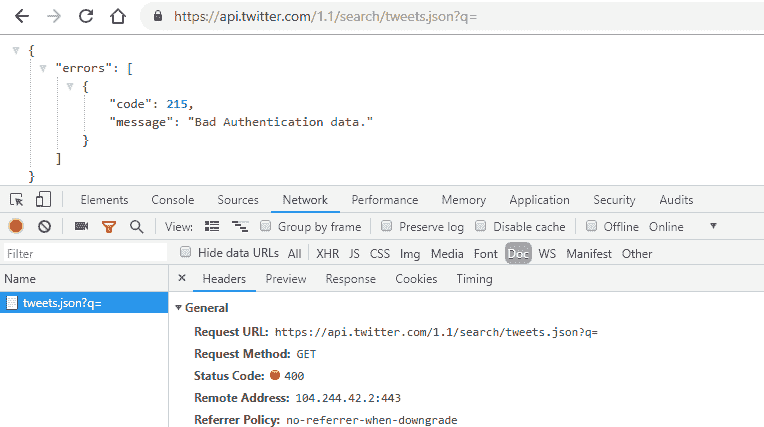 https://api.twitter.com/1.1/search/tweets.json?q=
{
"errors": [
{
"code": 215,
"message": "Bad Authentication data."
}
]
}
Elements Console Sources Network Performance Memory Application Security Audits
View: Group by frame Preserve log Disable cache Offline Online
Filter Hide data URLs All XHR JS CSS Img Media Font Doc WS Manifest Other
Name × Headers Preview Response Cookies Timing
tweets.json?q= General
Request URL: https://api.twitter.com/1.1/search/tweets.json?q=
Request Method: GET
Status Code: 400
Remote Address: 104.244.42.2:443
Referrer Policy: no-referrer-when-downgrade